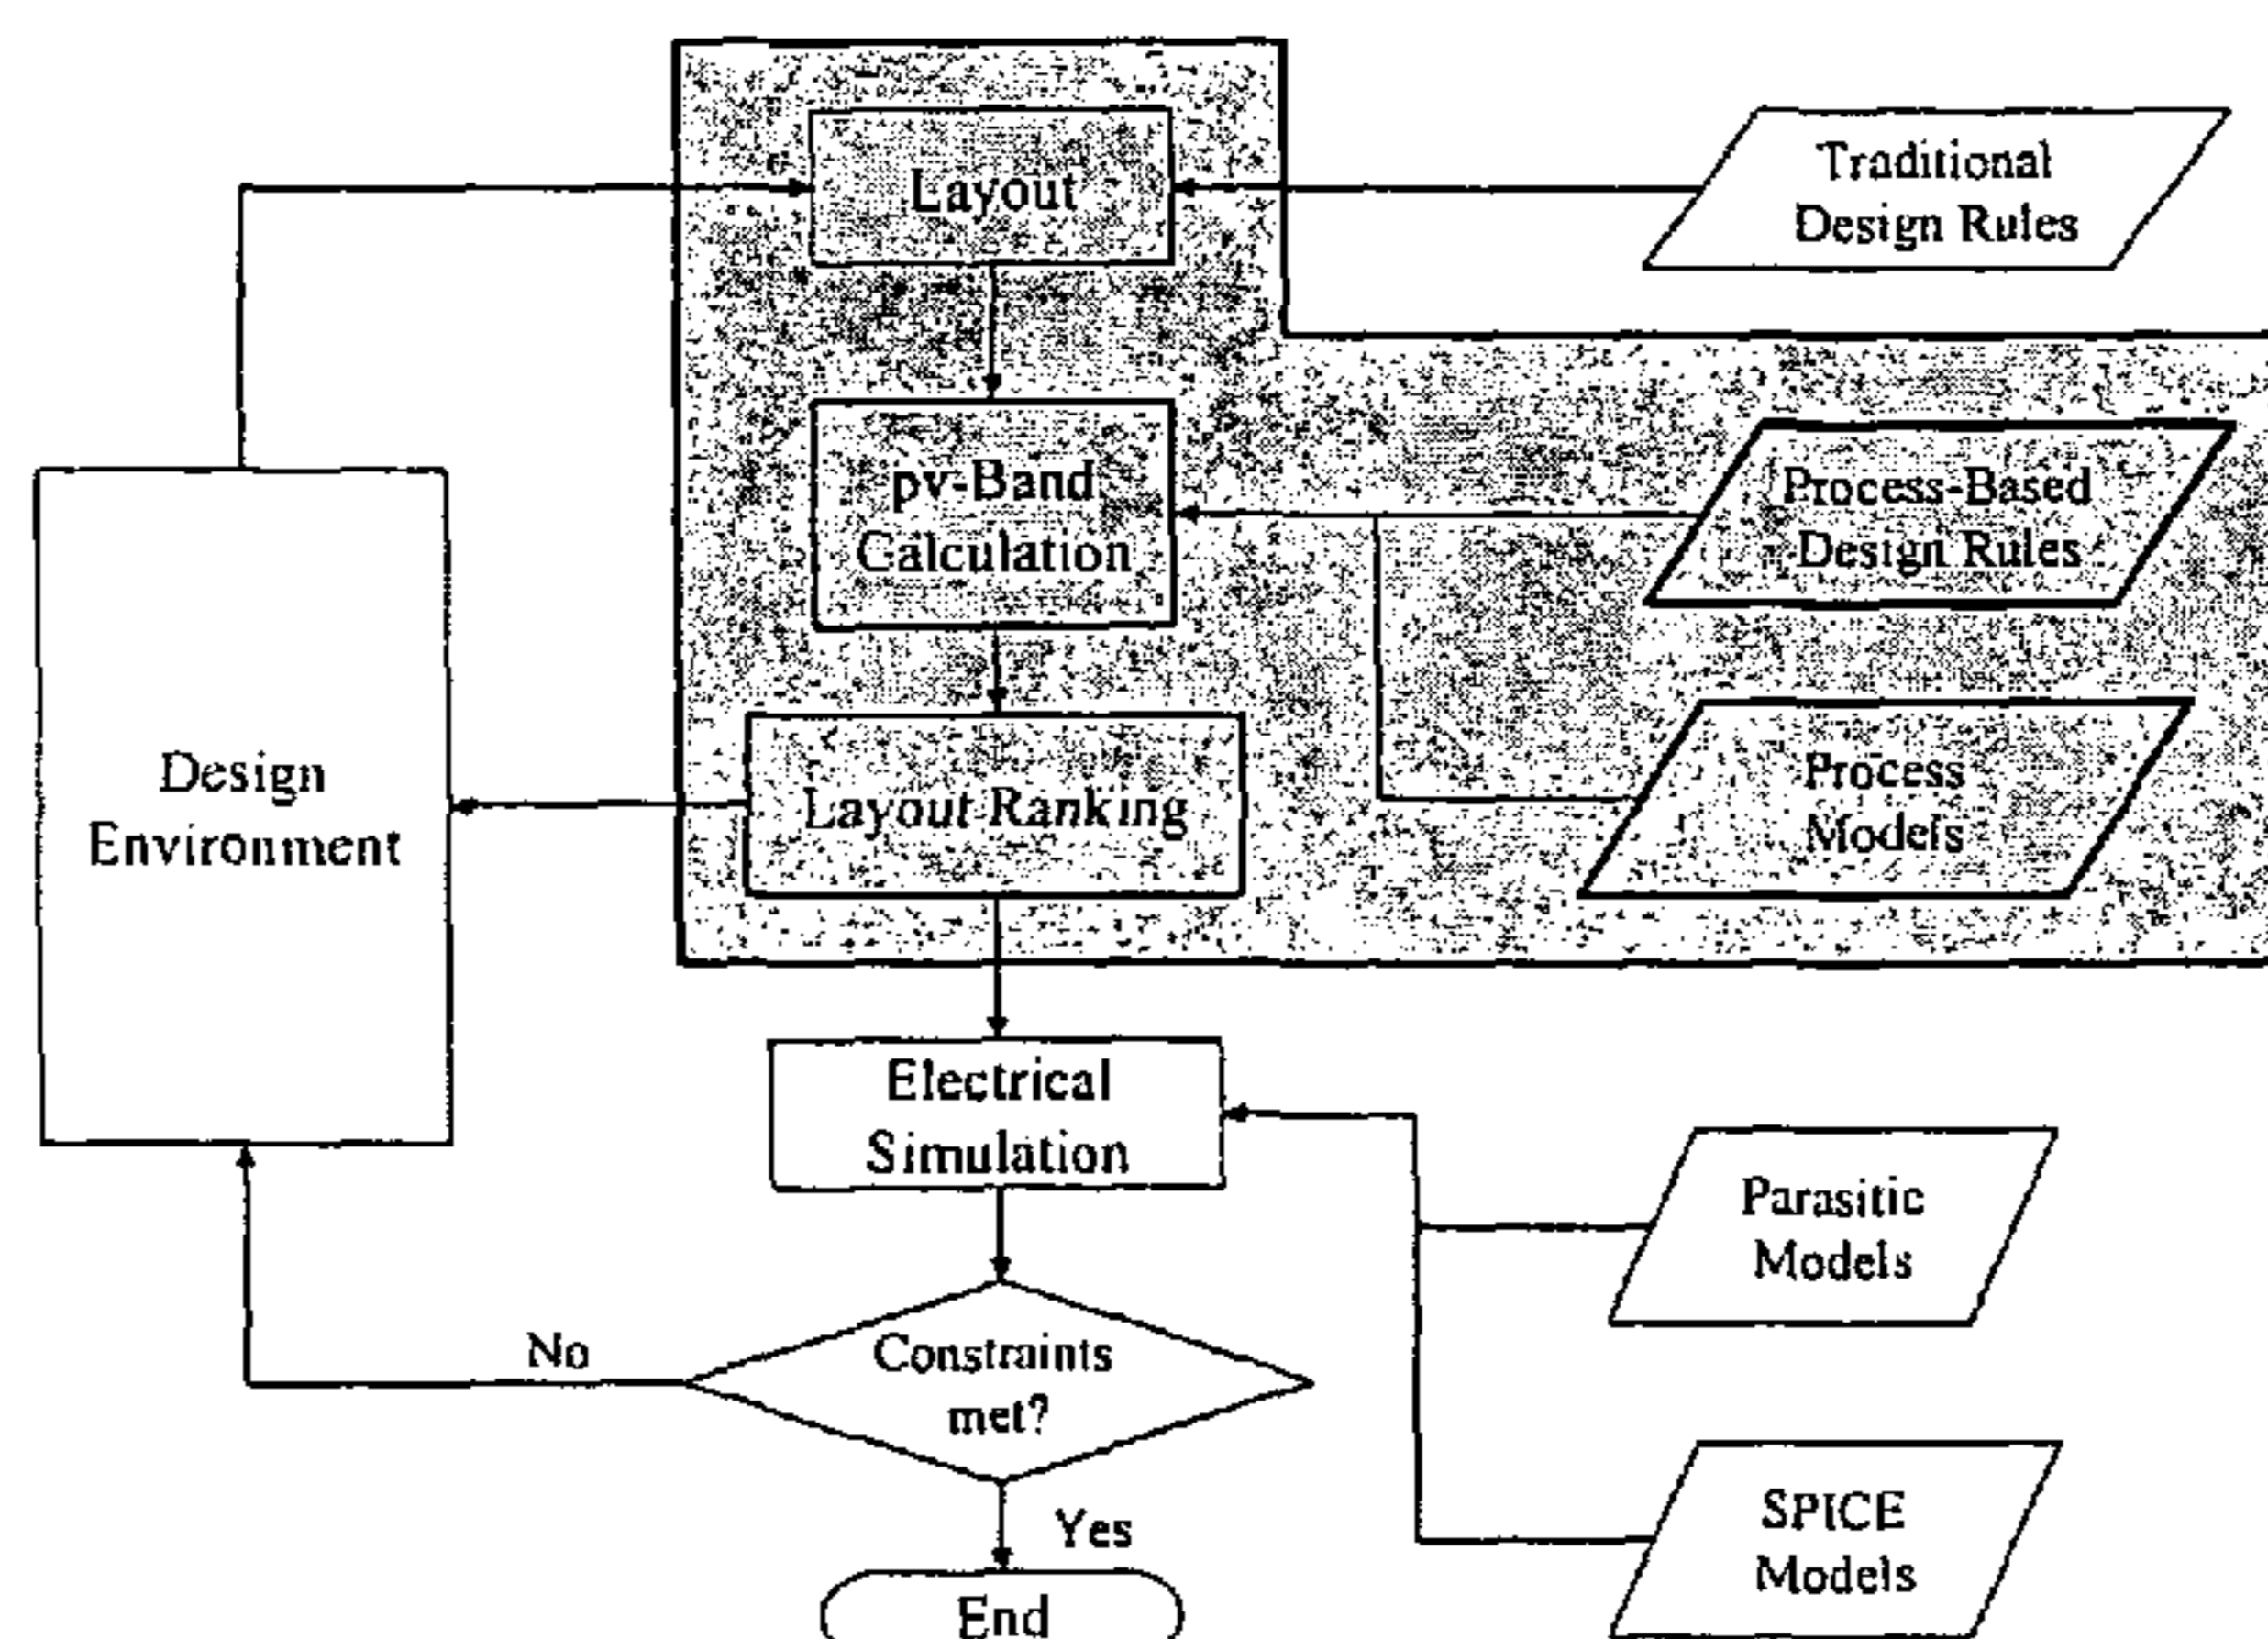 Layout
Traditional
Design Rules
pv-Band
Calculation
Process-Based
Design Rules
Design
Environment
Layout Ranking
Process
Models
Electrical
Simulation
Parasitic
Models
No
Constraints
met?
Yes
SPICE
Models
End